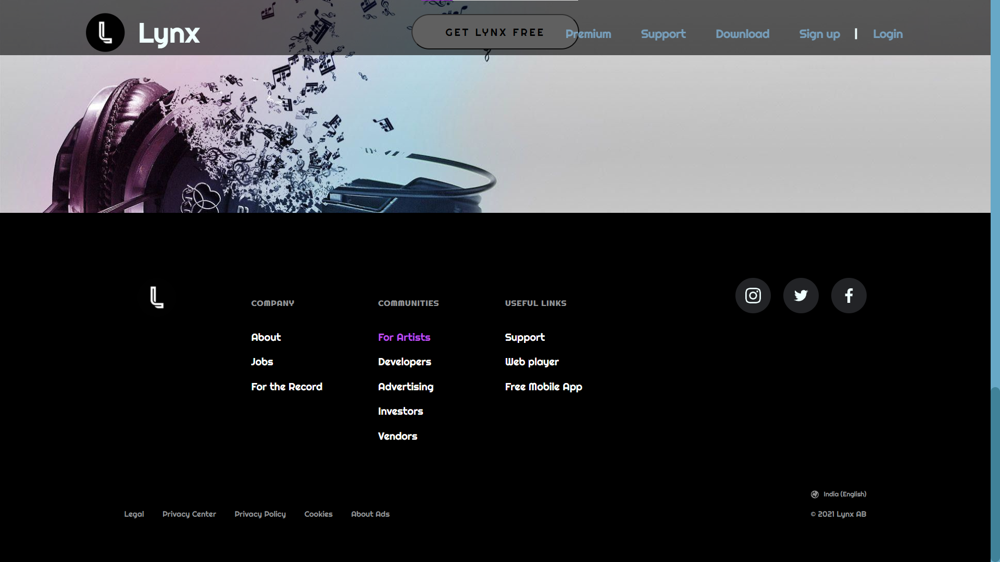 L Lynx
GET LYNX FREE
Premium Support Download Sign up | Login
L
COMPANY
About
Jobs
For the Record
COMMUNITIES
For Artists
Developers
Advertising
Investors
Vendors
USEFUL LINKS
Support
Web player
Free Mobile App
India (English)
Legal Privacy Center Privacy Policy Cookies About Ads
© 2021 Lynx AB